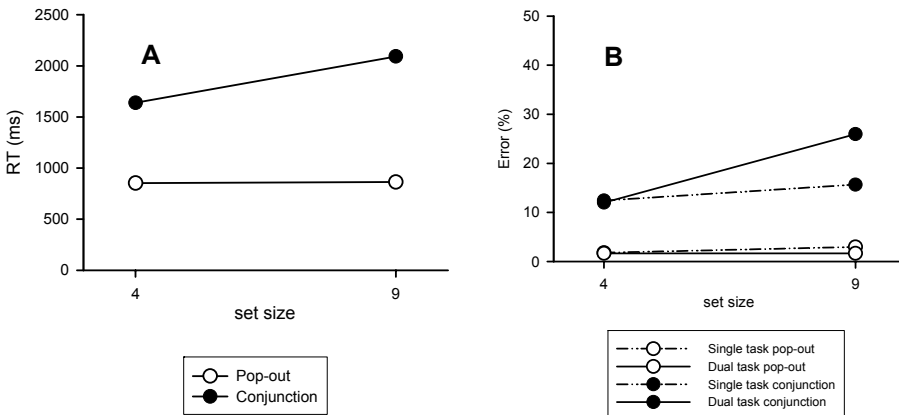 A
RT (ms)
2500
2000
1500
1000
500
0
4
9
set size
Pop-out
Conjunction
B
Error (%)
50
40
30
20
10
0
4
9
set size
Single task pop-out
Dual task pop-out
Single task conjunction
Dual task conjunction